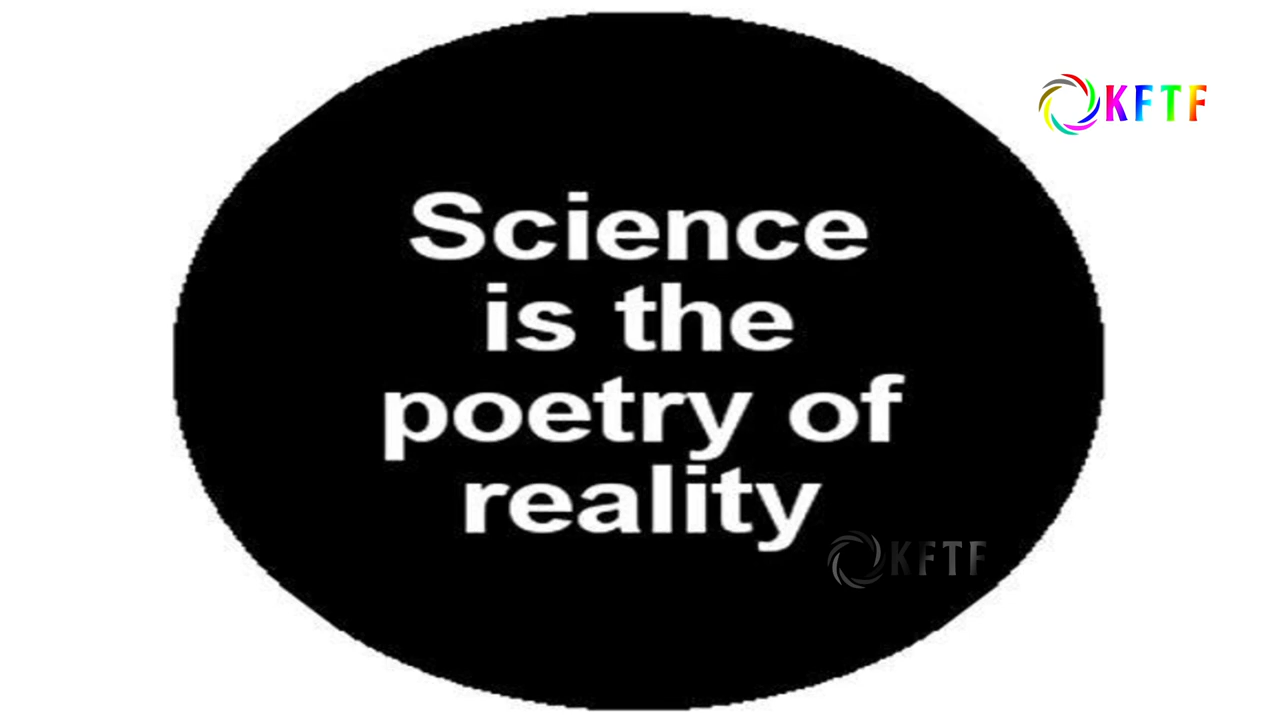 KFTF
Science
is the
poetry of
reality
KFTF